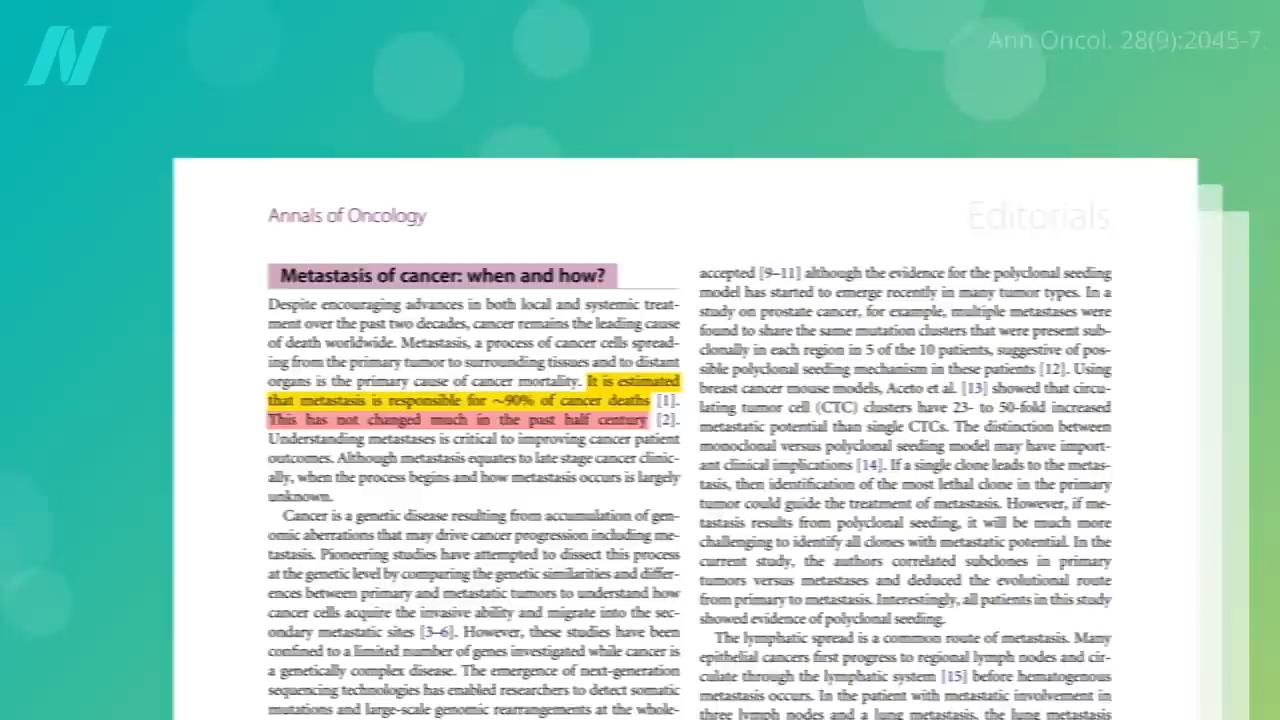 Ann Oncol. 28(9):2045-7.
Annals of Oncology
Editorials
Metastasis of cancer: when and how?
Despite encouraging advances in both local and systemic treat-
ment over the past two decades, cancer remains the leading cause
of death worldwide. Metastasis, a process of cancer cells spread-
ing from the primary tumor to surrounding tissues and to distant
organs is the primary cause of cancer mortality. It is estimated
that metastasis is responsible for ~90% of cancer deaths [1].
This has not changed much in the past half century [2].
Understanding metastases is critical to improving cancer patient
outcomes. Although metastasis equates to late stage cancer clinic-
ally, when the process begins and how metastasis occurs is largely
unknown.
Cancer is a genetic disease resulting from accumulation of gen-
omic aberrations that may drive cancer progression including me-
tastasis. Pioneering studies have attempted to dissect this process
at the genetic level by comparing the genetic similarities and differ-
ences between primary and metastatic tumors to understand how
cancer cells acquire the invasive ability and migrate into the sec-
ondary metastatic sites [3–6]. However, these studies have been
confined to a limited number of genes investigated while cancer is
a genetically complex disease. The emergence of next-generation
sequencing technologies has enabled researchers to detect somatic
mutations and large-scale genomic rearrangements at the whole-
accepted [9–11] although the evidence for the polyclonal seeding
model has started to emerge recently in many tumor types. In a
study on prostate cancer, for example, multiple metastases were
found to share the same mutation clusters that were present sub-
clonally in each region in 5 of the 10 patients, suggestive of pos-
sible polyclonal seeding mechanism in these patients [12]. Using
breast cancer mouse models, Aceto et al. [13] showed that circu-
lating tumor cell (CTC) clusters have 23- to 50-fold increased
metastatic potential than single CTCs. The distinction between
monoclonal versus polyclonal seeding model may have import-
ant clinical implications [14]. If a single clone leads to the metas-
tasis, then identification of the most lethal clone in the primary
tumor could guide the treatment of metastasis. However, if me-
tastasis results from polyclonal seeding, it will be much more
challenging to identify all clones with metastatic potential. In the
current study, the authors correlated subclones in primary
tumors versus metastases and deduced the evolutional route
from primary to metastasis. Interestingly, all patients in this study
showed evidence of polyclonal seeding.
The lymphatic spread is a common route of metastasis. Many
epithelial cancers first progress to regional lymph nodes and cir-
culate through the lymphatic system [15] before hematogenous
metastasis occurs. In the patient with metastatic involvement in
three lymph nodes and a lung metastasis, the lung metastasis